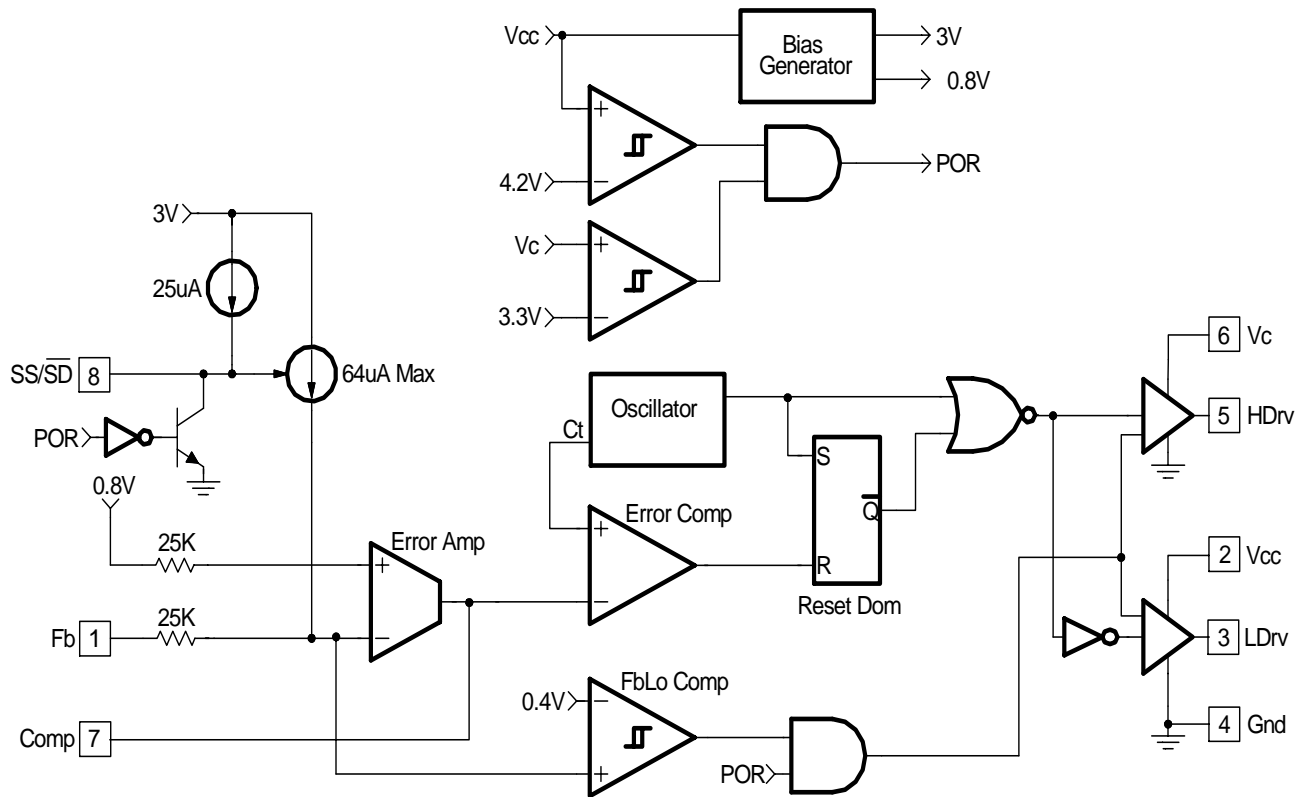 Vcc
Bias
Generator
3V
0.8V
+
4.2V
−
POR
3V
Vc
+
25uA
3.3V
−
6 Vc
SS/SD 8
64uA Max
Oscillator
5 HDrv
POR
Ct
S
0.8V
Q
Error Comp
+
25K
Error Amp
2 Vcc
+
R
−
Reset Dom
25K
Fb 1
−
3 LDrv
FbLo Comp
0.4V
−
4 Gnd
Comp 7
+
POR